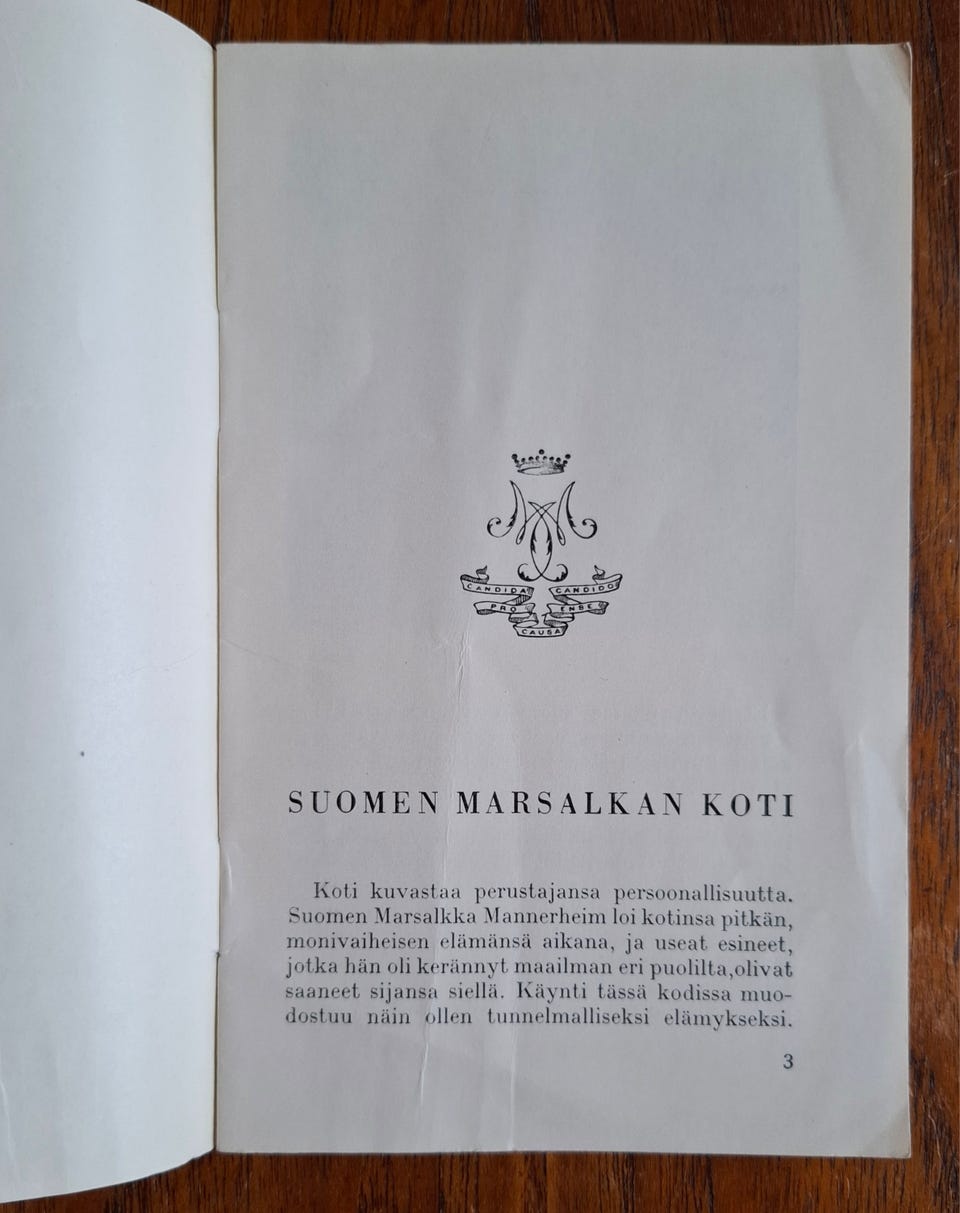 CANDIDA CANDIDO
PRO ENSE
CAUSA
SUOMEN MARSALKAN KOTI
Koti kuvastaa perustajansa persoonallisuutta.
Suomen Marsalkka Mannerheim loi kotinsa pitkän,
monivaiheisen elämänsä aikana, ja useat esineet,
jotka hän oli kerännyt maailman eri puolilta,olivat
saaneet sijansa siellä. Käynti tässä kodissa muo-
dostuu näin ollen tunnelmalliseksi elämykseksi.
3